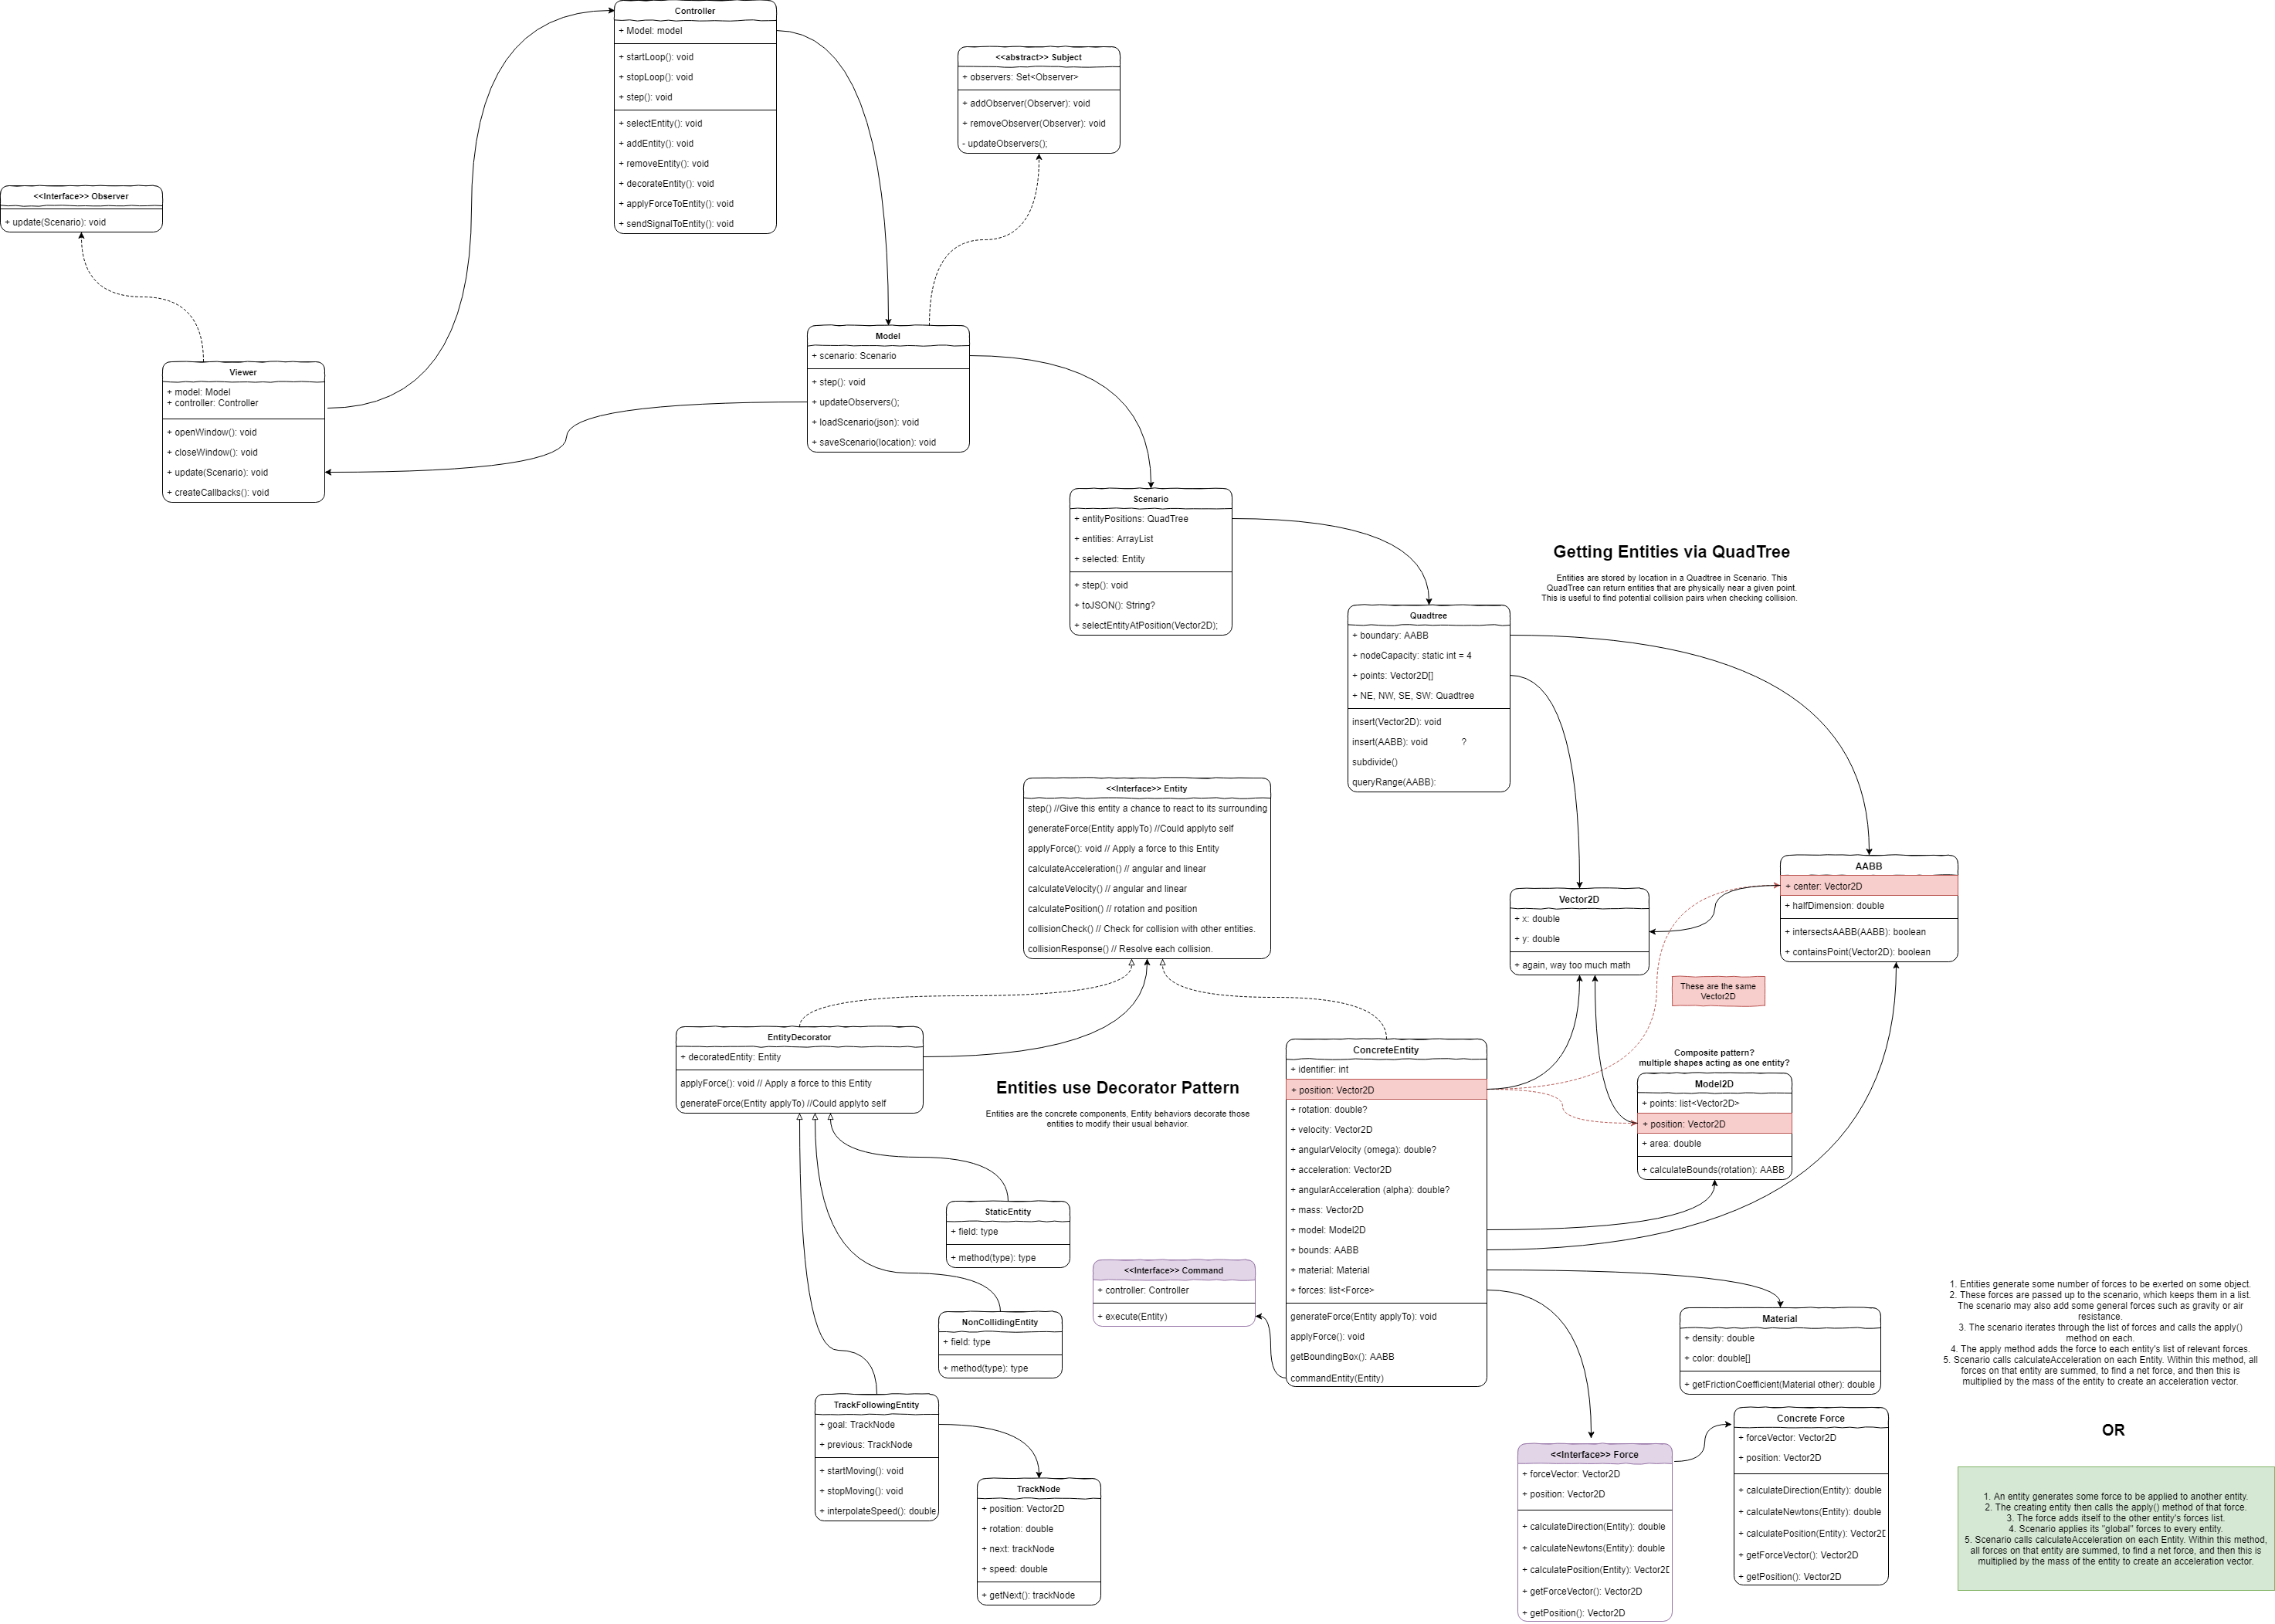 Controller
+ Model: model
+ startLoop(): void
+ stopLoop(): void
+ step(): void
+ selectEntity(): void
+ addEntity(): void
+ removeEntity(): void
+ decorateEntity(): void
+ applyForceToEntity(): void
+ sendSignalToEntity(): void
<<abstract>> Subject
+ observers: Set<Observer>
+ addObserver(Observer): void
+ removeObserver(Observer): void
- updateObservers();
<<Interface>> Observer
+ update(Scenario): void
Viewer
+ model: Model
+ controller: Controller
+ openWindow(): void
+ closeWindow(): void
+ update(Scenario): void
+ createCallbacks(): void
Model
+ scenario: Scenario
+ step(): void
+ updateObservers();
+ loadScenario(json): void
+ saveScenario(location): void
Scenario
+ entityPositions: QuadTree
+ entities: ArrayList
+ selected: Entity
+ step(): void
+ toJSON(): String?
+ selectEntityAtPosition(Vector2D);
Getting Entities via QuadTree
Entities are stored by location in a Quadtree in Scenario. This
QuadTree can return entities that are physically near a given point.
This is useful to find potential collision pairs when checking collision.
Quadtree
+ boundary: AABB
+ nodeCapacity: static int = 4
+ points: Vector2D[]
+ NE, NW, SE, SW: Quadtree
insert(Vector2D): void
insert(AABB): void ?
subdivide()
queryRange(AABB):
<<Interface>> Entity
step() //Give this entity a chance to react to its surrounding
generateForce(Entity applyTo) //Could applyto self
applyForce(): void // Apply a force to this Entity
calculateAcceleration() // angular and linear
calculateVelocity() // angular and linear
calculatePosition() // rotation and position
collisionCheck() // Check for collision with other entities.
collisionResponse() // Resolve each collision.
Vector2D
+ x: double
+ y: double
+ again, way too much math
AABB
+ center: Vector2D
+ halfDimension: double
+ intersectsAABB(AABB): boolean
+ containsPoint(Vector2D): boolean
These are the same
Vector2D
EntityDecorator
+ decoratedEntity: Entity
applyForce(): void // Apply a force to this Entity
generateForce(Entity applyTo) //Could applyto self
Entities use Decorator Pattern
Entities are the concrete components, Entity behaviors decorate those
entities to modify their usual behavior.
ConcreteEntity
+ identifier: int
+ position: Vector2D
+ rotation: double?
+ velocity: Vector2D
+ angularVelocity (omega): double?
+ acceleration: Vector2D
+ angularAcceleration (alpha): double?
+ mass: Vector2D
+ model: Model2D
+ bounds: AABB
+ material: Material
+ forces: list<Force>
generateForce(Entity applyTo): void
applyForce(): void
getBoundingBox(): AABB
commandEntity(Entity)
Composite pattern?
multiple shapes acting as one entity?
Model2D
+ points: list<Vector2D>
+ position: Vector2D
+ area: double
+ calculateBounds(rotation): AABB
StaticEntity
+ field: type
+ method(type): type
<<Interface>> Command
+ controller: Controller
+ execute(Entity)
NonCollidingEntity
+ field: type
+ method(type): type
Material
+ density: double
+ color: double[]
+ getFrictionCoefficient(Material other): double
TrackFollowingEntity
+ goal: TrackNode
+ previous: TrackNode
+ startMoving(): void
+ stopMoving(): void
+ interpolateSpeed(): double
TrackNode
+ position: Vector2D
+ rotation: double
+ next: trackNode
+ speed: double
+ getNext(): trackNode
<<Interface>> Force
+ forceVector: Vector2D
+ position: Vector2D
+ calculateDirection(Entity): double
+ calculateNewtons(Entity): double
+ calculatePosition(Entity): Vector2D
+ getForceVector(): Vector2D
+ getPosition(): Vector2D
Concrete Force
+ forceVector: Vector2D
+ position: Vector2D
+ calculateDirection(Entity): double
+ calculateNewtons(Entity): double
+ calculatePosition(Entity): Vector2D
+ getForceVector(): Vector2D
+ getPosition(): Vector2D
1. Entities generate some number of forces to be exerted on some object.
2. These forces are passed up to the scenario, which keeps them in a list.
The scenario may also add some general forces such as gravity or air
resistance.
3. The scenario iterates through the list of forces and calls the apply()
method on each.
4. The apply method adds the force to each entity's list of relevant forces.
5. Scenario calls calculateAcceleration on each Entity. Within this method, all
forces on that entity are summed, to find a net force, and then this is
multiplied by the mass of the entity to create an acceleration vector.
OR
1. An entity generates some force to be applied to another entity.
2. The creating entity then calls the apply() method of that force.
3. The force adds itself to the other entity's forces list.
4. Scenario applies its "global" forces to every entity.
5. Scenario calls calculateAcceleration on each Entity. Within this method,
all forces on that entity are summed, to find a net force, and then this is
multiplied by the mass of the entity to create an acceleration vector.